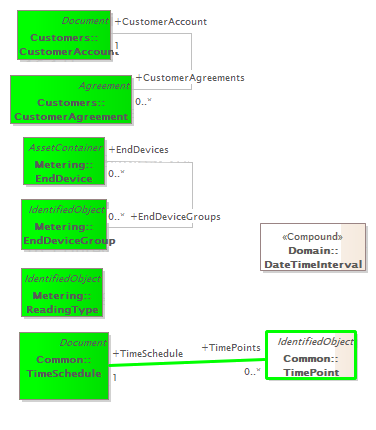 Document
Customers::
CustomerAccount
+CustomerAccount
1
Agreement
Customers::
CustomerAgreement
+CustomerAgreements
0..*
AssetContainer
Metering::
EndDevice
+EndDevices
0..*
IdentifiedObject
Metering::
EndDeviceGroup
0..* +EndDeviceGroups
«Compound»
Domain::
DateTimeInterval
IdentifiedObject
Metering::
ReadingType
Document
Common::
TimeSchedule
+TimeSchedule
1
+TimePoints
0..*
IdentifiedObject
Common::
TimePoint